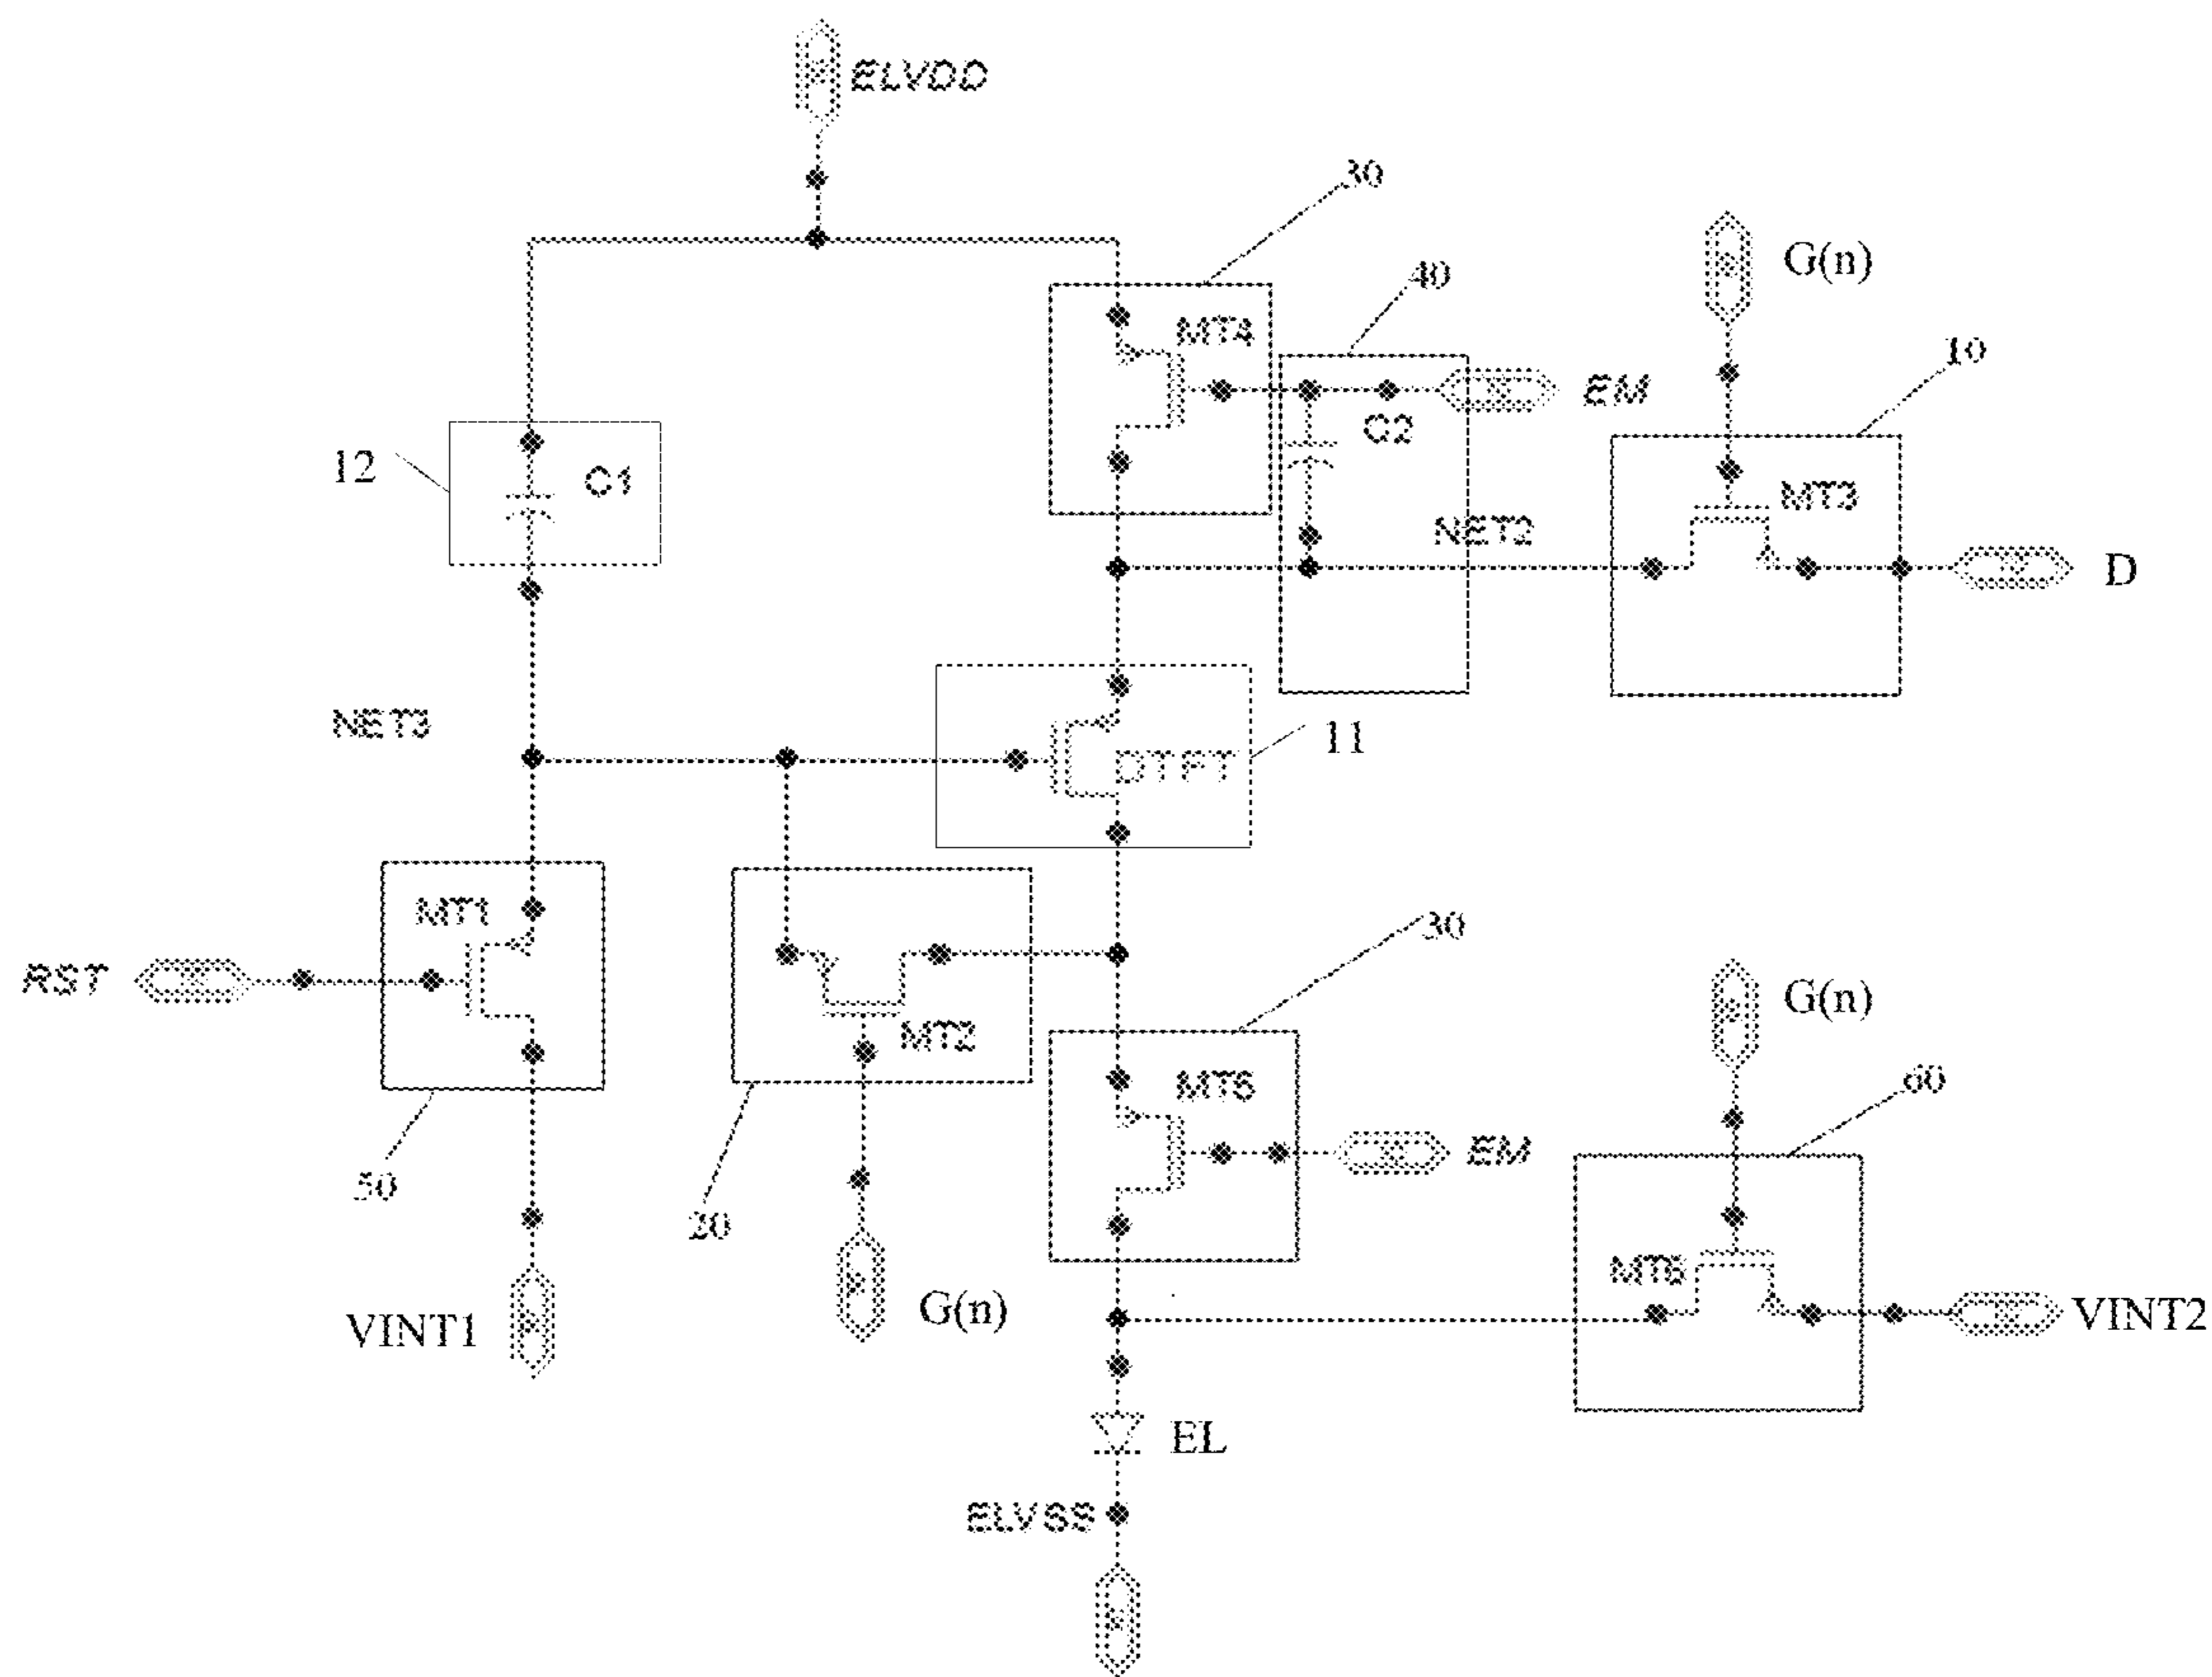 ELVDD
30
G(n)
40
MT4
10
EM
C2
12
C1
MT3
NET2
D
NET3
11
DTFT
MT1
30
RST
G(n)
MT2
MT6
60
EM
50
20
MT6
VINT1
G(n)
VINT2
EL
ELVSS